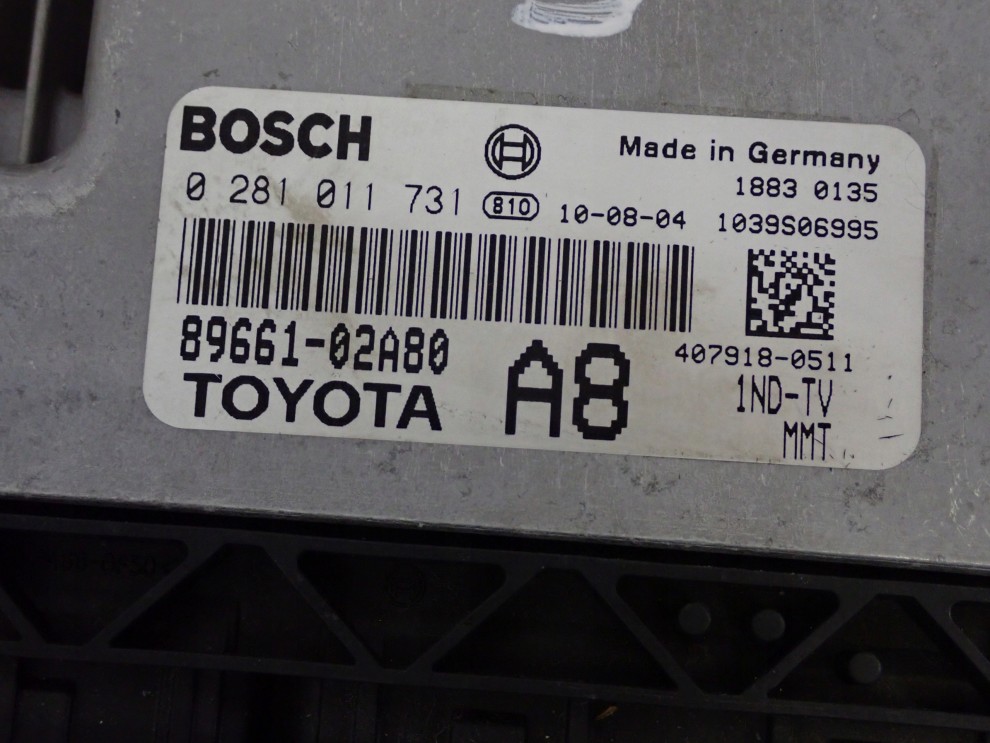 BOSCH
Made in Germany
1883 0135
0 281 011 731 810 10-08-04 1039S06995
89661-02A80
A8
407918-0511
TOYOTA
1ND-TV
MMT